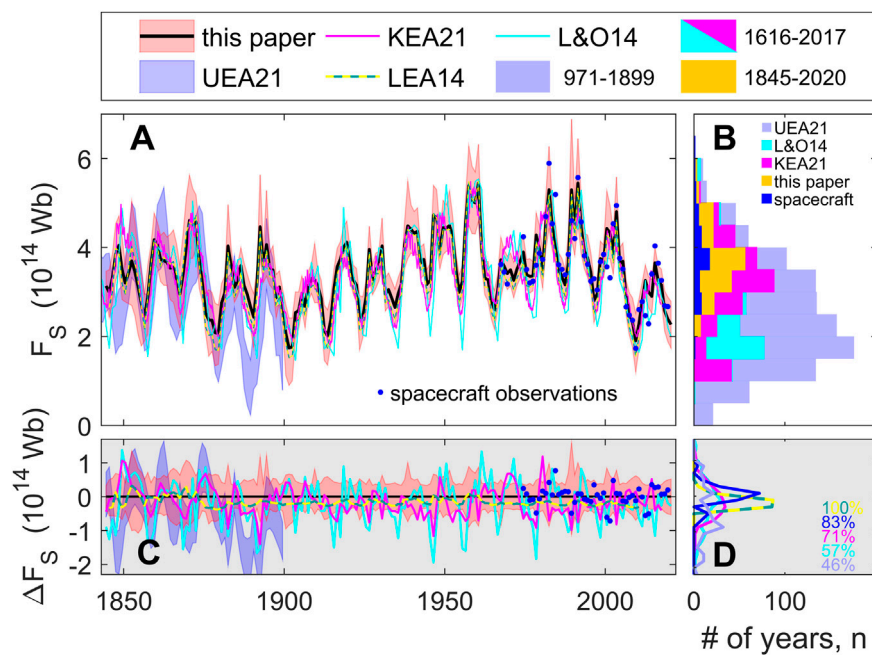 this paper KEA21 L&O14 1616-2017
UEA21 LEA14 971-1899 1845-2020
A
F_S (10^14 Wb)
6
4
2
0
spacecraft observations
B
UEA21
L&O14
KEA21
this paper
spacecraft
ΔF_S (10^14 Wb)
1
0
-1
-2
C
1850 1900 1950 2000
D
100%
83%
71%
57%
46%
0 100
# of years, n